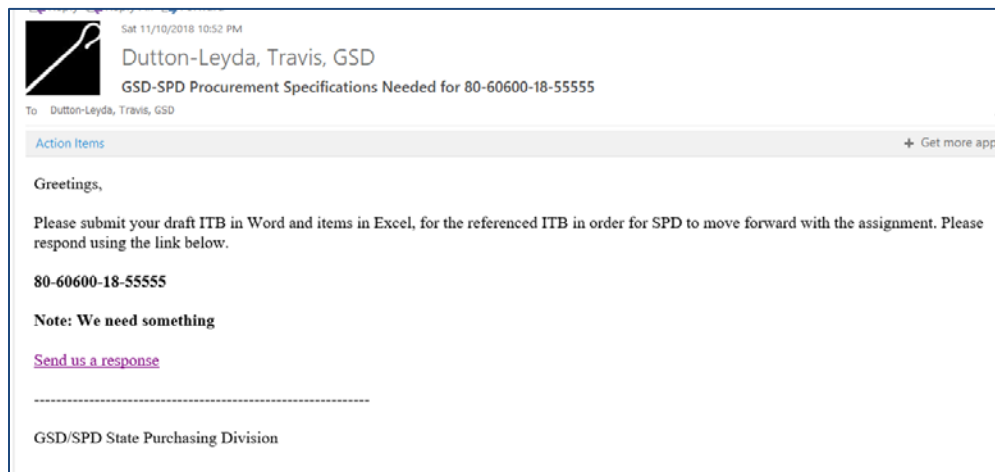 Sat 11/10/2018 10:52 PM
Dutton-Leyda, Travis, GSD
GSD-SPD Procurement Specifications Needed for 80-60600-18-55555
To Dutton-Leyda, Travis, GSD
Action Items + Get more app
Greetings,
Please submit your draft ITB in Word and items in Excel, for the referenced ITB in order for SPD to move forward with the assignment. Please
respond using the link below.
80-60600-18-55555
Note: We need something
Send us a response
-------------------------------------------------------------
GSD/SPD State Purchasing Division